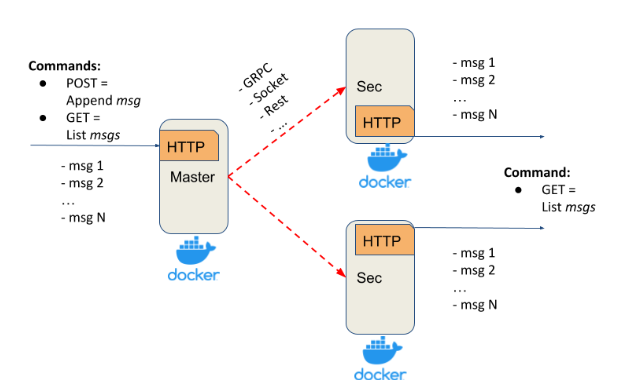 Commands:
● POST =
Append msg
● GET =
List msgs
HTTP
Master
- msg 1
- msg 2
...
- msg N
docker
- GRPC
- Socket
- Rest
- ...
Sec
HTTP
docker
- msg 1
- msg 2
...
- msg N
Command:
● GET =
List msgs
HTTP
Sec
docker
- msg 1
- msg 2
...
- msg N